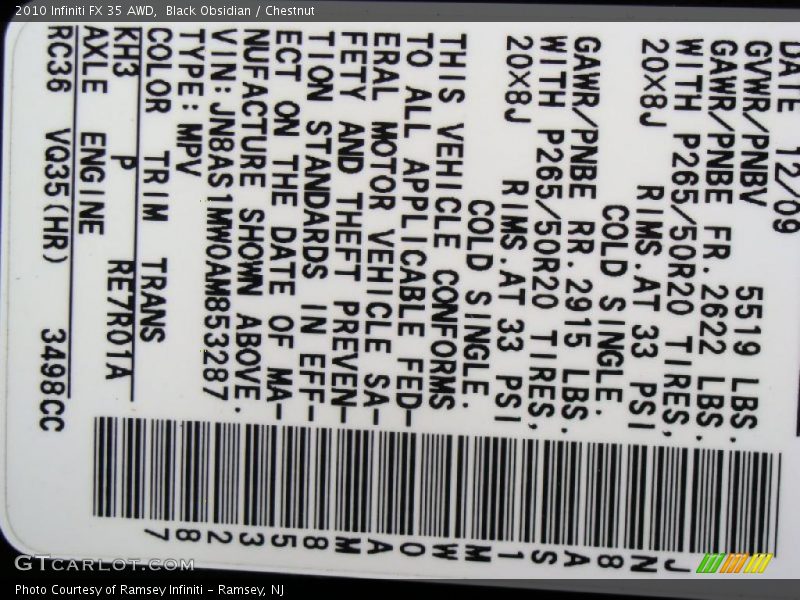 2010 Infiniti FX 35 AWD,  Black Obsidian / Chestnut
DATE 12/09
GVWR/PNBV 5519 LBS.
GAWR/PNBE FR. 2622 LBS.
WITH P265/50R20 TIRES,
20X8J RIMS.AT 33 PSI
COLD SINGLE.
GAWR/PNBE RR. 2915 LBS.
WITH P265/50R20 TIRES,
20X8J RIMS.AT 33 PSI
COLD SINGLE.
THIS VEHICLE CONFORMS
TO ALL APPLICABLE FED-
ERAL MOTOR VEHICLE SA-
FETY AND THEFT PREVEN-
TION STANDARDS IN EFF-
ECT ON THE DATE OF MA-
NUFACTURE SHOWN ABOVE.
VIN: JN8AS1MW0AM853287
TYPE: MPV
COLOR TRIM TRANS
KH3 P RE7R01A
AXLE ENGINE
RC36 VQ35(HR) 3498CC
JN8AS1MW0AM853287
GTCARLOT.COM
Photo Courtesy of Ramsey Infiniti - Ramsey, NJ